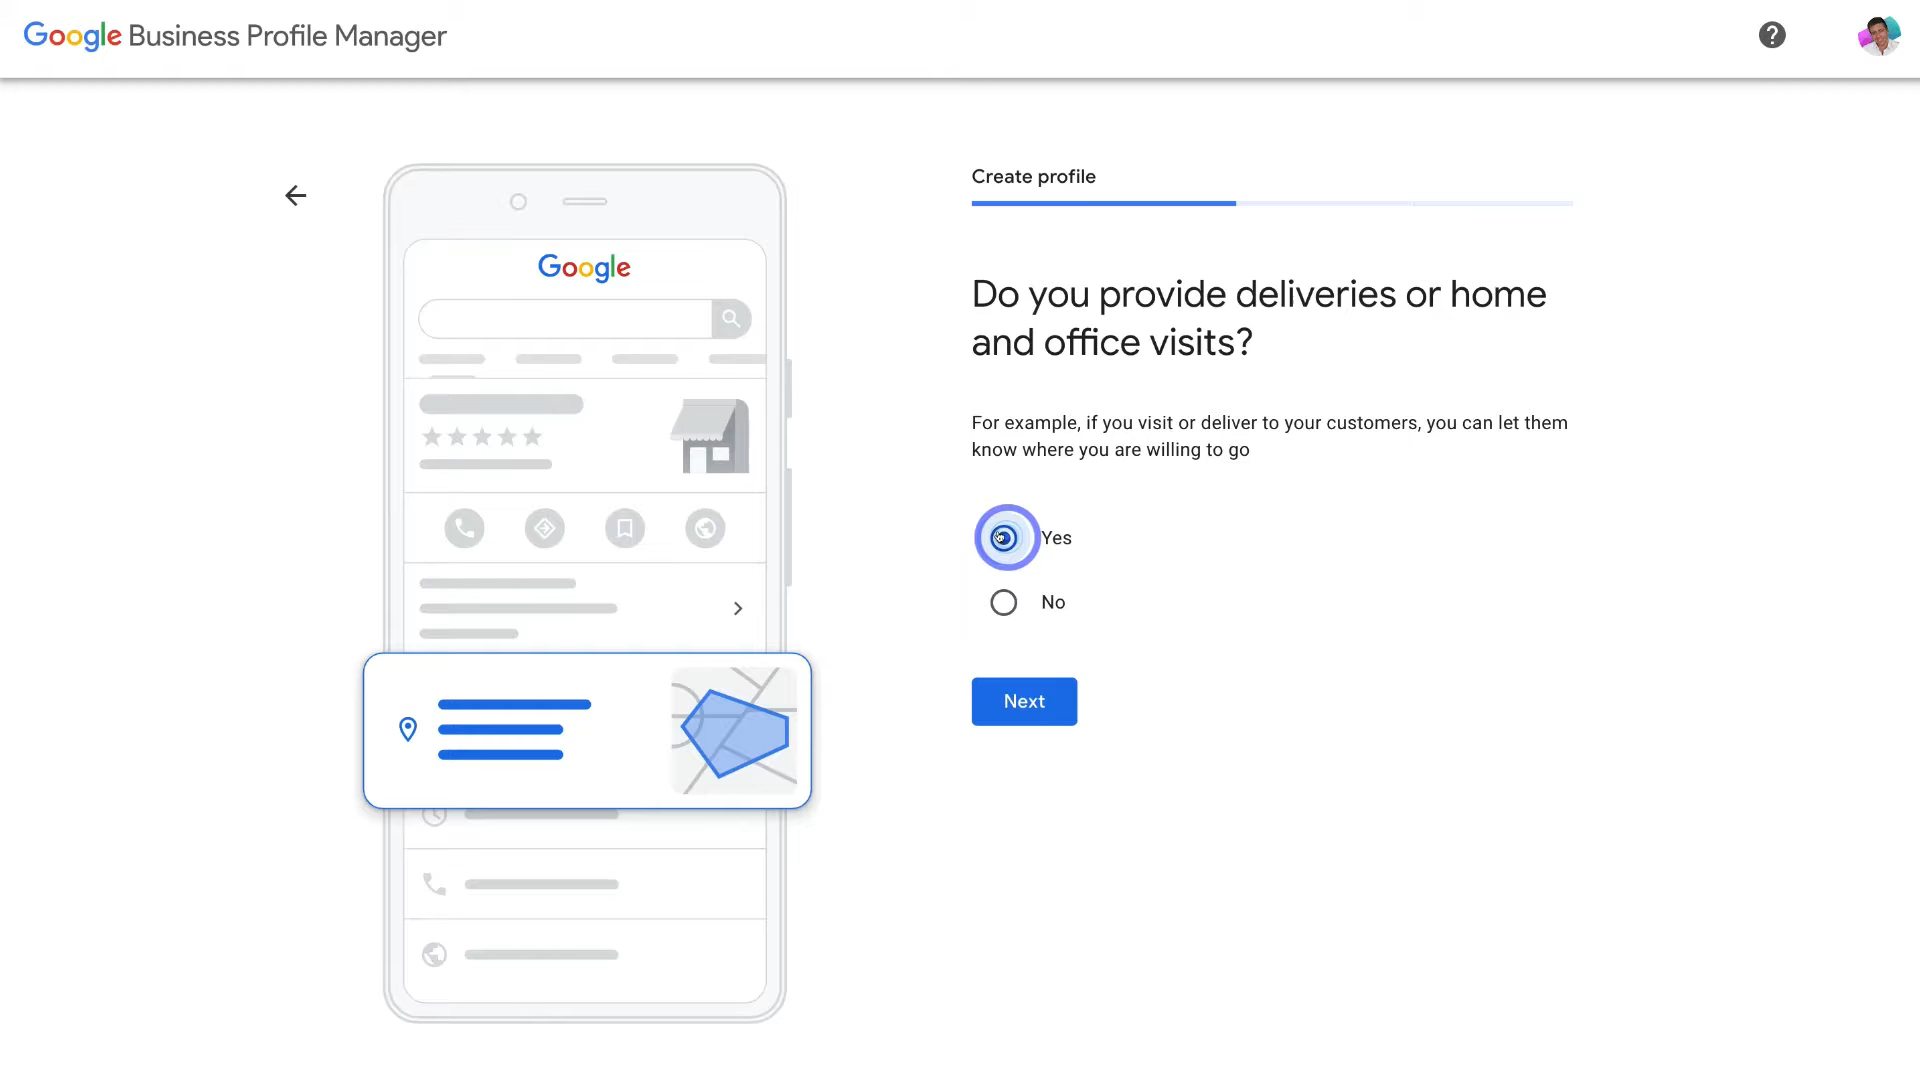 Google Business Profile Manager
Create profile
Google
Do you provide deliveries or home
and office visits?
For example, if you visit or deliver to your customers, you can let them
know where you are willing to go
Yes
No
Next